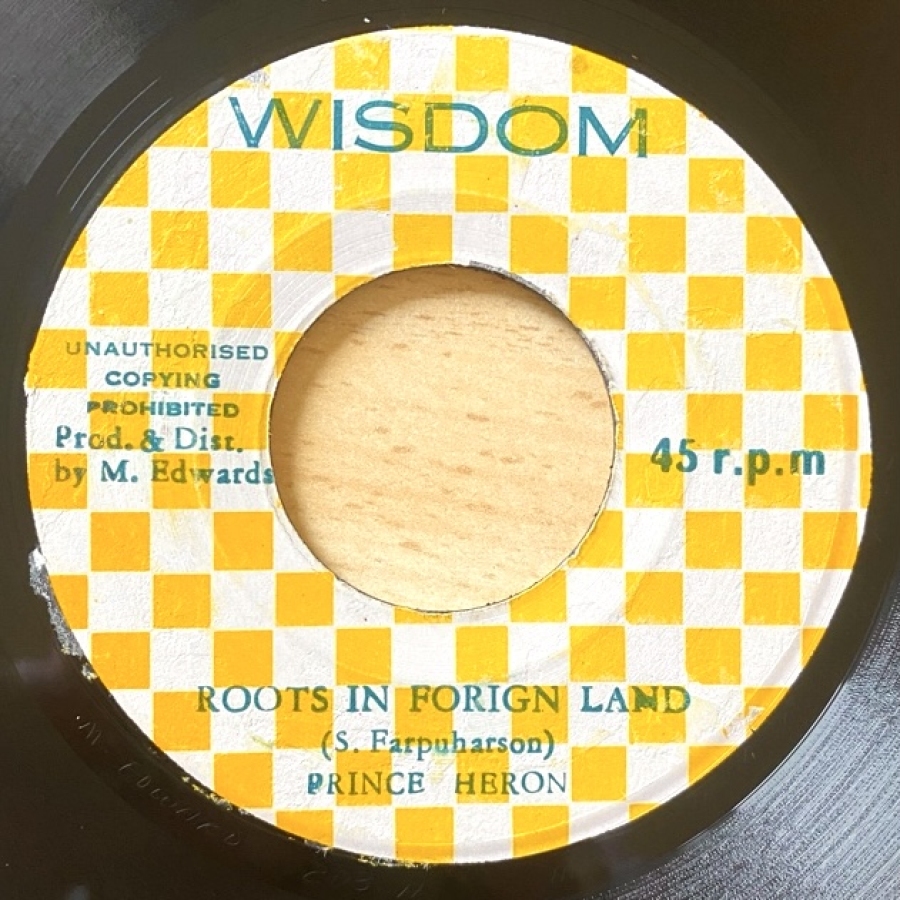 WISDOM
UNAUTHORISED
COPYING
PROHIBITED
Prod. & Dist.
by M. Edwards
45 r.p.m
ROOTS IN FORIGN LAND
(S. Farpuharson)
PRINCE HERON